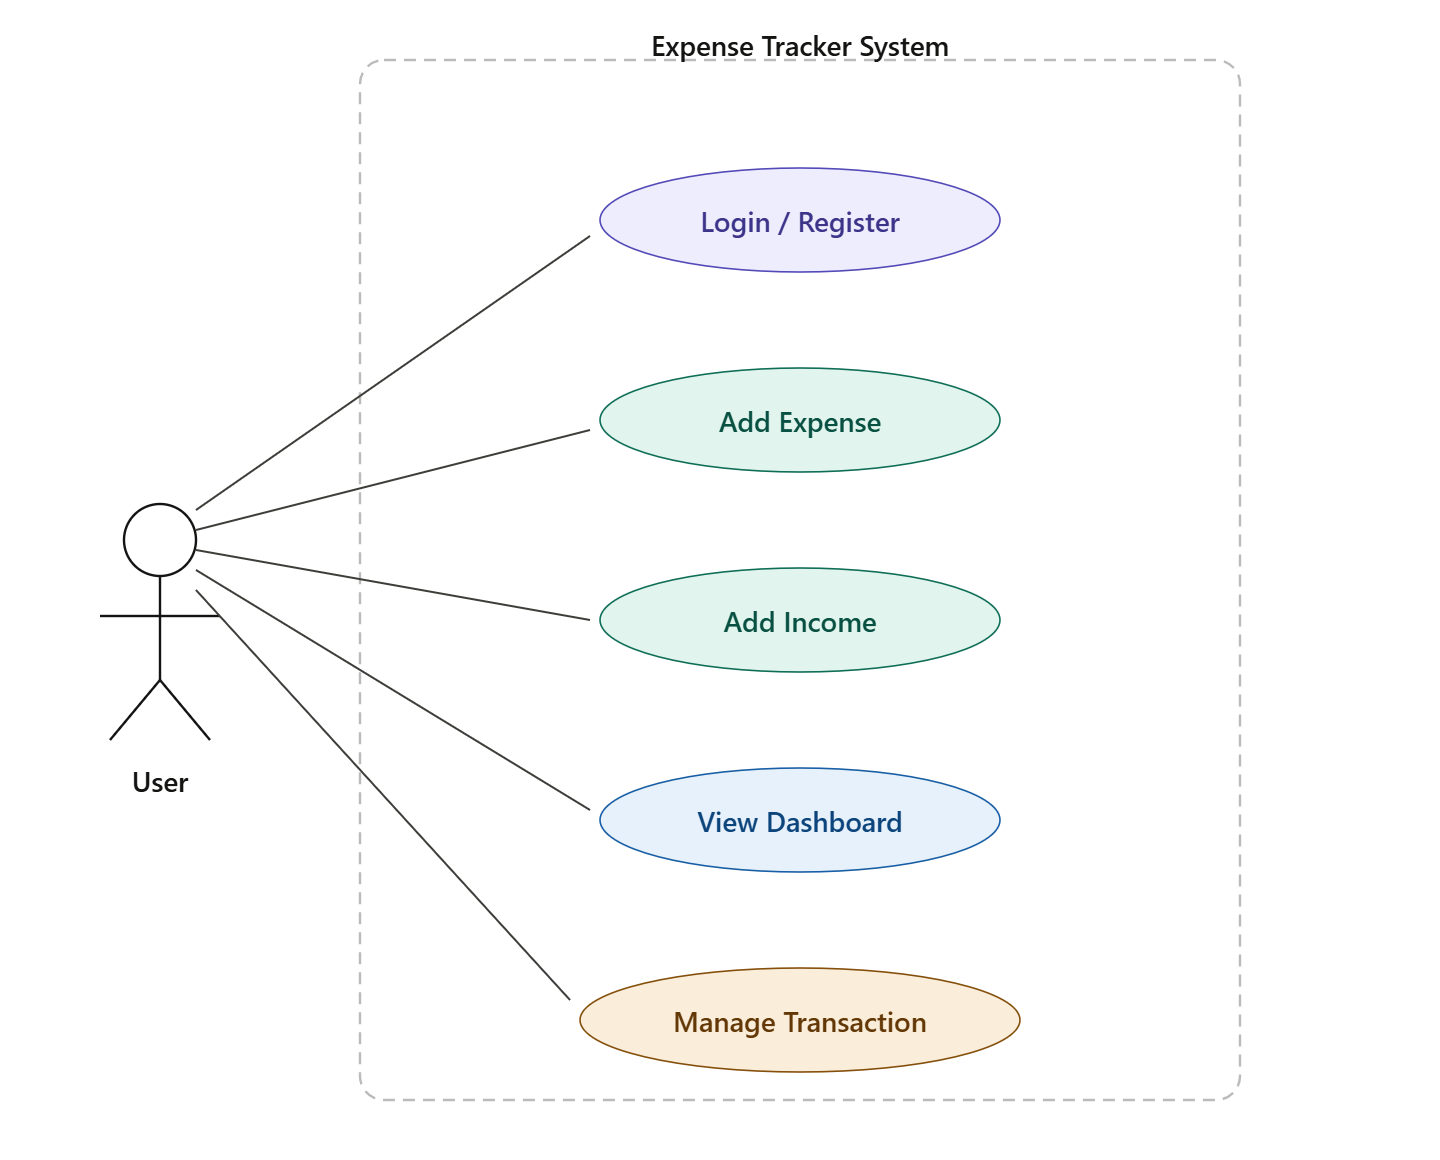 Expense Tracker System
Login / Register
Add Expense
Add Income
User
View Dashboard
Manage Transaction